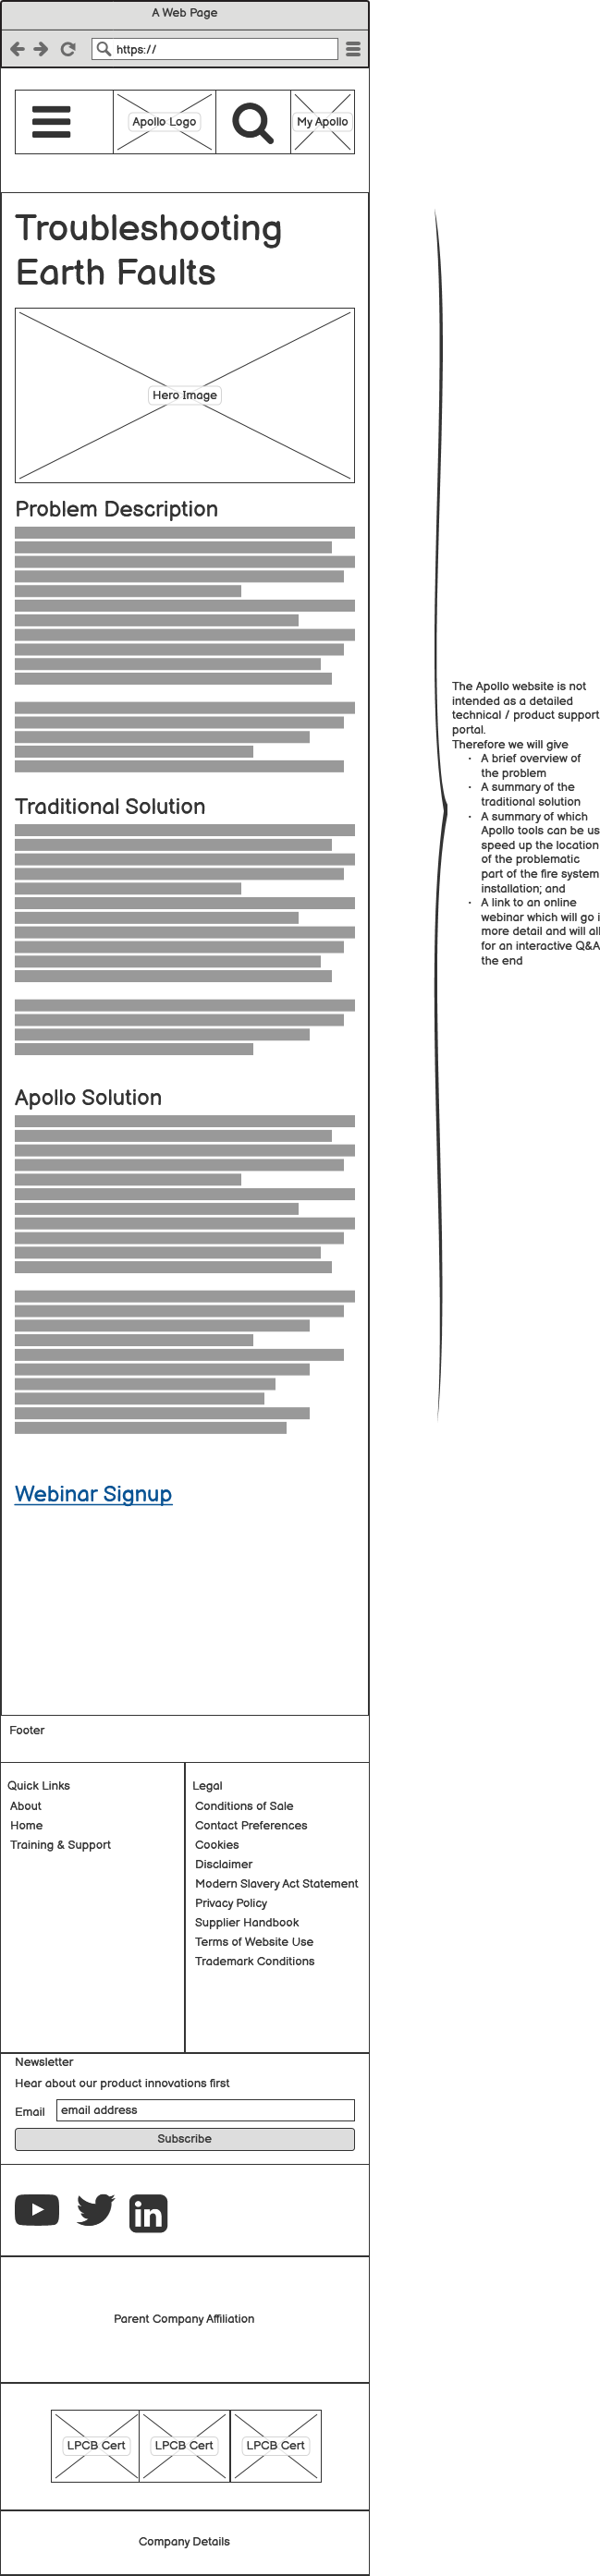 A Web Page
https://
Apollo Logo
My Apollo
Troubleshooting
Earth Faults
Hero Image
Problem Description
Traditional Solution
Apollo Solution
Webinar Signup
The Apollo website is not
intended as a detailed
technical / product support
portal.
Therefore we will give
• A brief overview of
the problem
• A summary of the
traditional solution
• A summary of which
Apollo tools can be us
speed up the location
of the problematic
part of the fire system
installation; and
• A link to an online
webinar which will go i
more detail and will all
for an interactive Q&A
the end
Footer
Quick Links
About
Home
Training & Support
Legal
Conditions of Sale
Contact Preferences
Cookies
Disclaimer
Modern Slavery Act Statement
Privacy Policy
Supplier Handbook
Terms of Website Use
Trademark Conditions
Newsletter
Hear about our product innovations first
Email email address
Subscribe
in
Parent Company Affiliation
LPCB Cert LPCB Cert LPCB Cert
Company Details